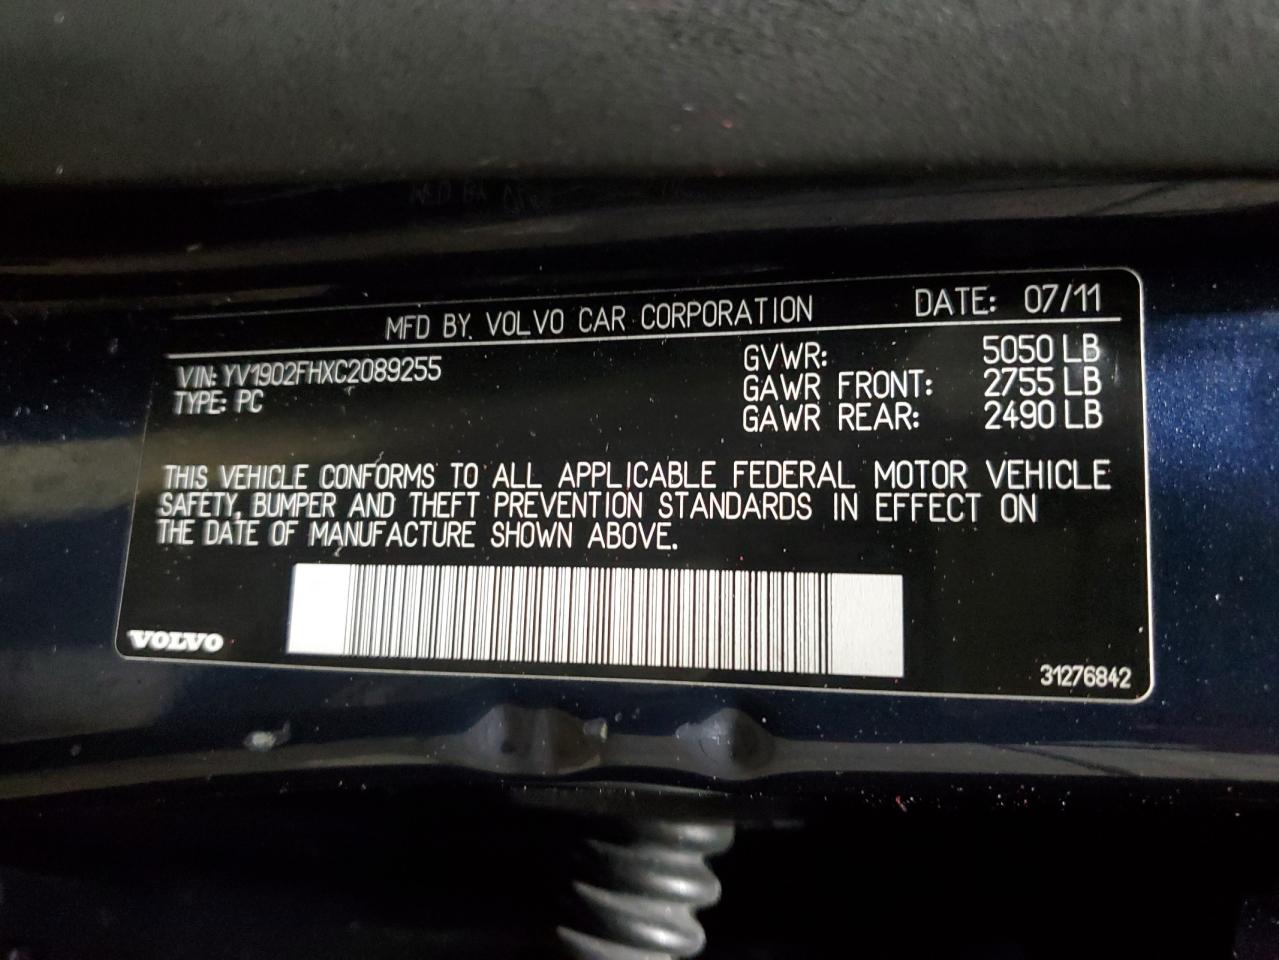 MFD BY. VOLVO CAR CORPORATION DATE: 07/11
VIN: YV1902FHXC2089255 GVWR: 5050 LB
TYPE: PC GAWR FRONT: 2755 LB
GAWR REAR: 2490 LB
THIS VEHICLE CONFORMS TO ALL APPLICABLE FEDERAL MOTOR VEHICLE
SAFETY, BUMPER AND THEFT PREVENTION STANDARDS IN EFFECT ON
THE DATE OF MANUFACTURE SHOWN ABOVE.
VOLVO
31276842